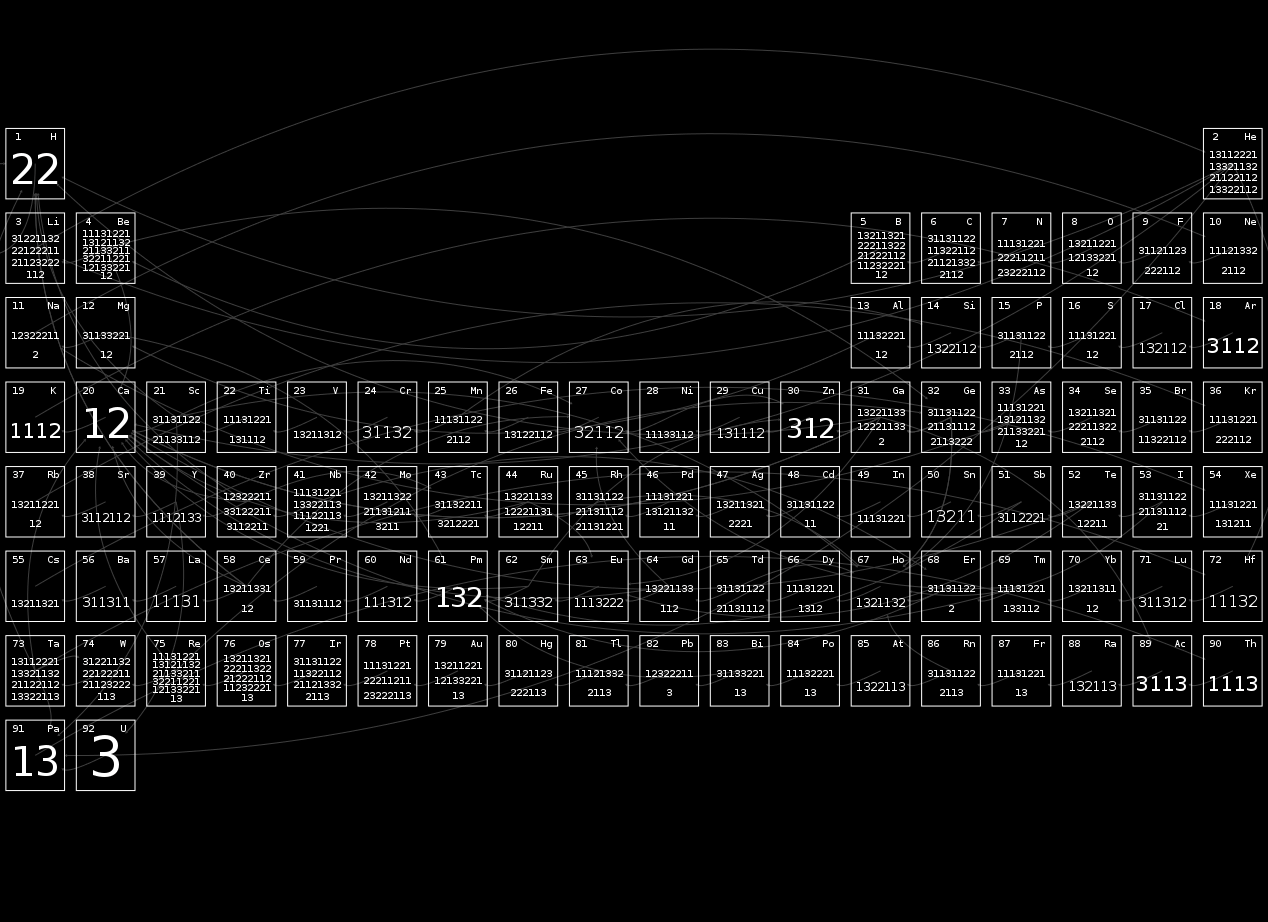 1 H
22
2 He
13112221
13321132
21122112
13322112
3 Li
31221132
22122211
21123222
112
4 Be
11131221
13121132
21133211
32211221
12133221
12
5 B
13211321
22211322
21222112
11232221
12
6 C
31131122
11322112
21121332
2112
7 N
11131221
22211211
23222112
8 O
13211221
12133221
12
9 F
31121123
222112
10 Ne
11121332
2112
11 Na
12322211
2
12 Mg
31133221
12
13 Al
11132221
12
14 Si
1322112
15 P
31131122
2112
16 S
11131221
12
17 Cl
132112
18 Ar
3112
19 K
1112
20 Ca
12
21 Sc
31131122
21133112
22 Ti
11131221
131112
23 V
13211312
24 Cr
31132
25 Mn
11131122
2112
26 Fe
13122112
27 Co
32112
28 Ni
11133112
29 Cu
131112
30 Zn
312
31 Ga
13221133
12221133
2
32 Ge
31131122
21131112
2113222
33 As
11131221
13121132
21133221
12
34 Se
13211321
22211322
2112
35 Br
31131122
11322112
36 Kr
11131221
222112
37 Rb
13211221
12
38 Sr
3112112
39 Y
1112133
40 Zr
12322211
33122211
3112211
41 Nb
11131221
13322113
11122113
1221
42 Mo
13211322
21131211
3211
43 Tc
31132211
3212221
44 Ru
13221133
12221131
12211
45 Rh
31131122
21131112
21131221
46 Pd
11131221
13121132
11
47 Ag
13211321
2221
48 Cd
31131122
11
49 In
11131221
50 Sn
13211
51 Sb
3112221
52 Te
13221133
12211
53 I
31131122
21131112
21
54 Xe
11131221
131211
55 Cs
13211321
56 Ba
311311
57 La
11131
58 Ce
13211331
12
59 Pr
31131112
60 Nd
111312
61 Pm
132
62 Sm
311332
63 Eu
1113222
64 Gd
13221133
112
65 Td
31131122
21131112
66 Dy
11131221
1312
67 Ho
1321132
68 Er
31131122
2
69 Tm
11131221
133112
70 Yb
13211311
12
71 Lu
311312
72 Hf
11132
73 Ta
13112221
13321132
21122112
13322113
74 W
31221132
22122211
21123222
113
75 Re
11131221
13121132
21133211
32211221
12133221
13
76 Os
13211321
22211322
21222112
11232221
13
77 Ir
31131122
11322112
21121332
2113
78 Pt
11131221
22211211
23222113
79 Au
13211221
12133221
13
80 Hg
31121123
222113
81 Tl
11121332
2113
82 Pb
12322211
3
83 Bi
31133221
13
84 Po
11132221
13
85 At
1322113
86 Rn
31131122
2113
87 Fr
11131221
13
88 Ra
132113
89 Ac
3113
90 Th
1113
91 Pa
13
92 U
3